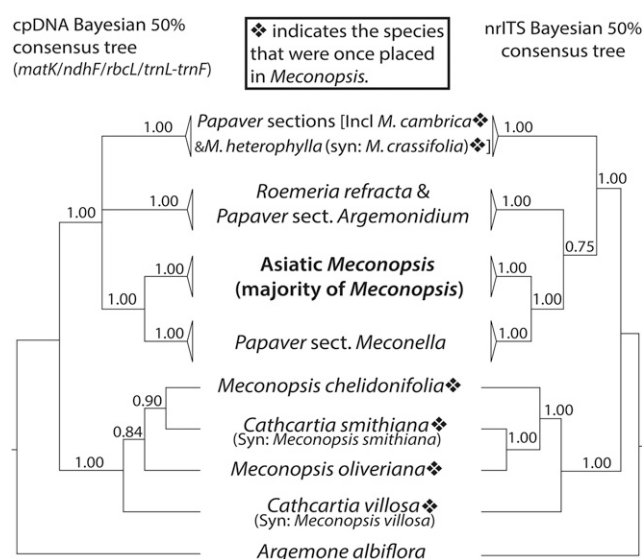 cpDNA Bayesian 50%
consensus tree
(matK/ndhF/rbcL/trnL-trnF)
❖ indicates the species
that were once placed
in Meconopsis.
nrITS Bayesian 50%
consensus tree
1.00 Papaver sections [Incl M. cambrica❖ 1.00
&M. heterophylla (syn: M. crassifolia)❖]
1.00
1.00
1.00 Roemeria refracta & 1.00
Papaver sect. Argemonidium
0.75
1.00 Asiatic Meconopsis 1.00
(majority of Meconopsis)
1.00
1.00
1.00 Papaver sect. Meconella 1.00
Meconopsis chelidonifolia❖
0.90
1.00
Cathcartia smithiana❖
(Syn: Meconopsis smithiana)
0.84
1.00
1.00
Meconopsis oliveriana❖
1.00
Cathcartia villosa❖
(Syn: Meconopsis villosa)
Argemone albiflora